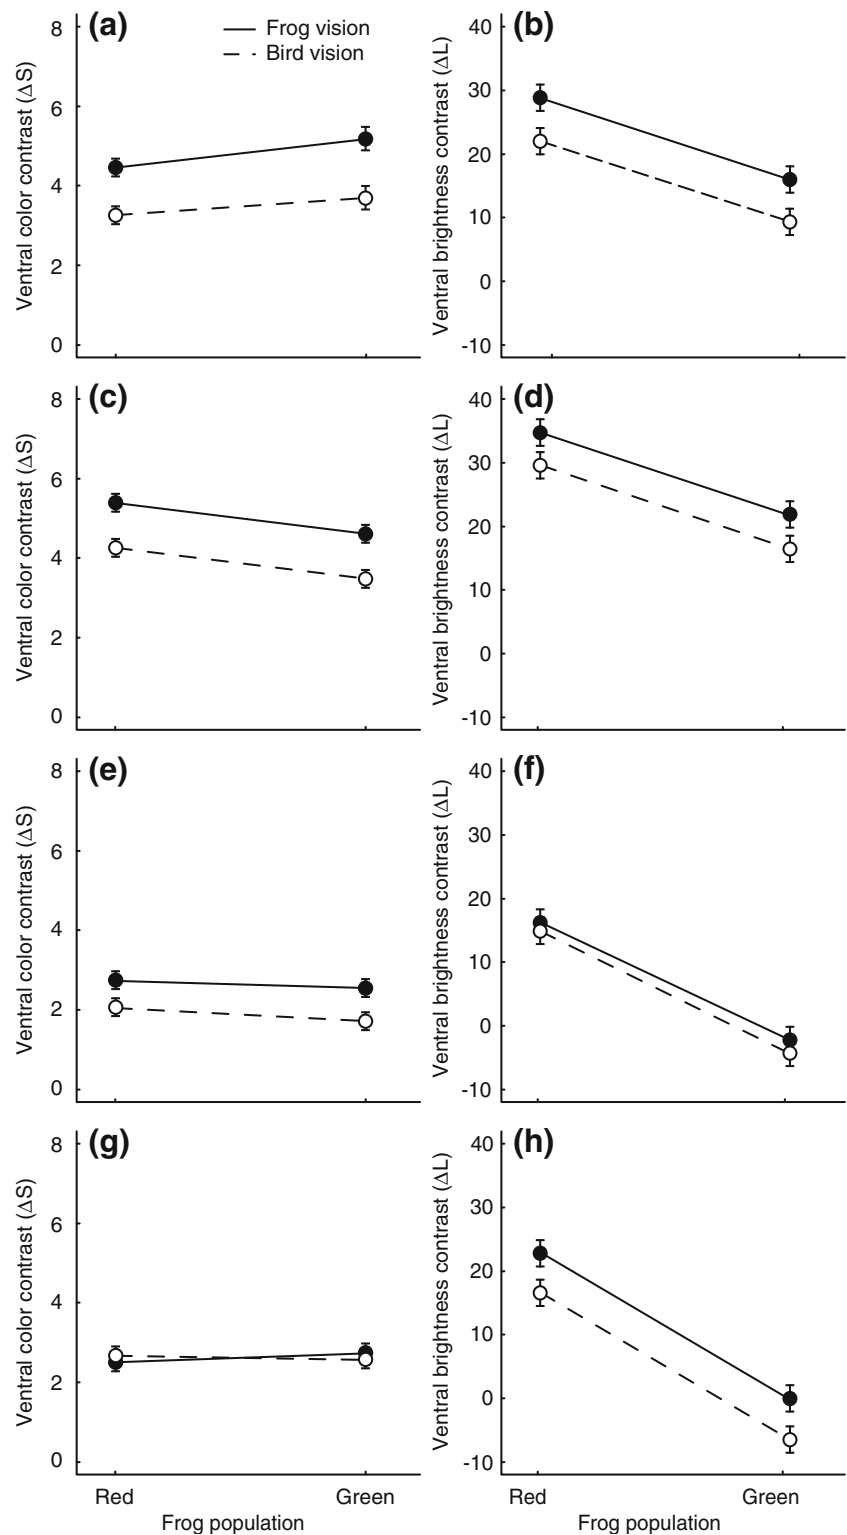 (a)
Frog vision
Bird vision
Ventral color contrast (ΔS)
8
6
4
2
0
(b)
Ventral brightness contrast (ΔL)
40
30
20
10
0
-10
(c)
Ventral color contrast (ΔS)
8
6
4
2
0
(d)
Ventral brightness contrast (ΔL)
40
30
20
10
0
-10
(e)
Ventral color contrast (ΔS)
8
6
4
2
0
(f)
Ventral brightness contrast (ΔL)
40
30
20
10
0
-10
(g)
Ventral color contrast (ΔS)
8
6
4
2
0
Red Green
Frog population
(h)
Ventral brightness contrast (ΔL)
40
30
20
10
0
-10
Red Green
Frog population